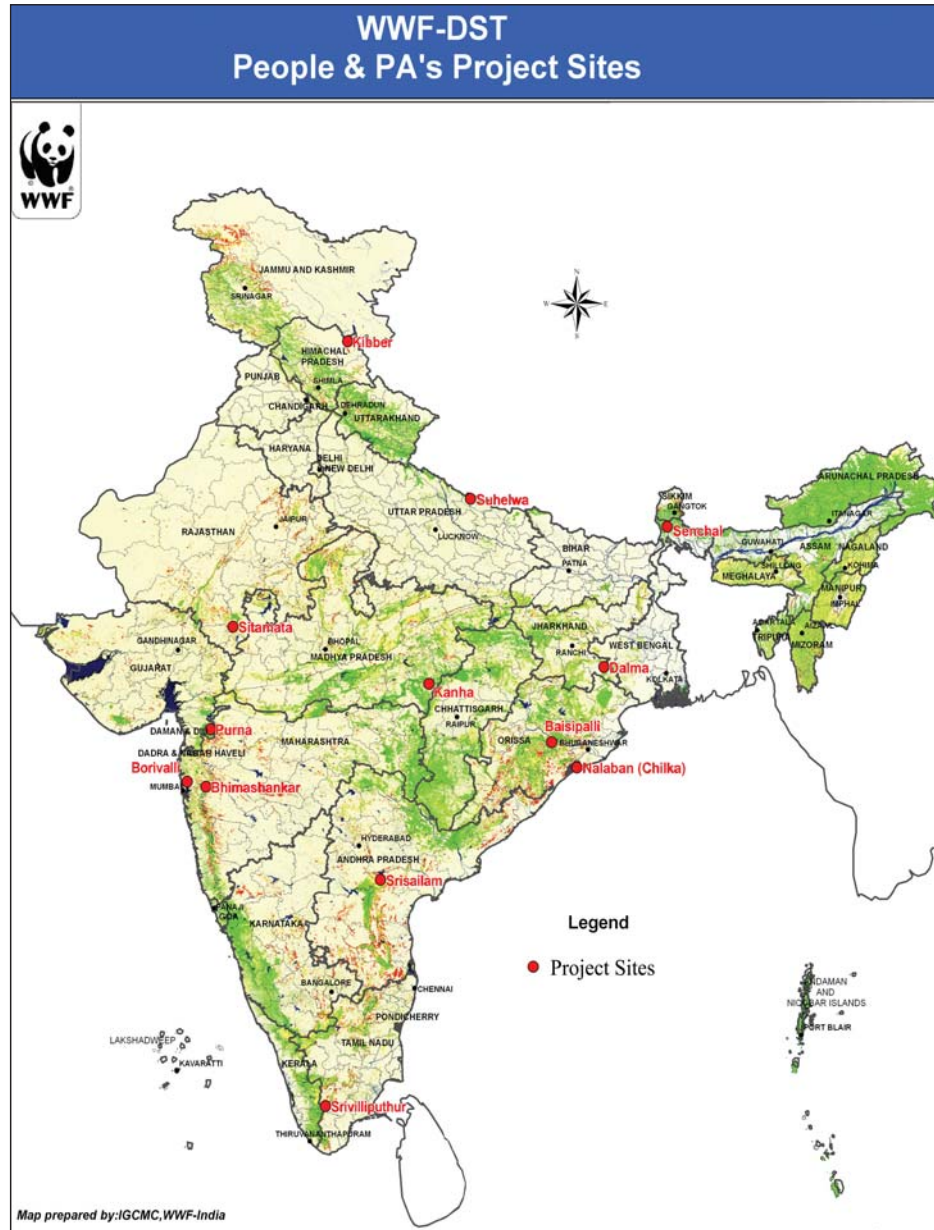 WWF-DST
People & PA's Project Sites
WWF
N
W
E
S
JAMMU AND KASHMIR
SRINAGAR
Kibber
HIMACHAL
PRADESH
PUNJAB
SHIMLA
CHANDIGARH
DEHRADUN
UTTARAKHAND
HARYANA
DELHI
NEW DELHI
ARUNACHAL PRADESH
SIKKIM
GANGTOK
Suhelwa
UTTAR PRADESH
ITANAGAR
RAJASTHAN
JAIPUR
Senchal
LUCKNOW
GUWAHATI
ASSAM
NAGALAND
BIHAR
PATNA
SHILLONG
KOHIMA
MEGHALAYA
MANIPUR
IMPHAL
Sitamata
JHARKHAND
TRIPURA
MIZORAM
GANDHINAGAR
BHOPAL
RANCHI
WEST BENGAL
GUJARAT
MADHYA PRADESH
Dalma
KOLKATA
Kanha
CHHATTISGARH
RAIPUR
Purna
Baisipalli
DAMAN & D
MAHARASHTRA
ORISSA
BHUBANESHWAR
DADRA & NAGAR HAVELI
Borivalli
Nalaban (Chilka)
MUMBAI
Bhimashankar
HYDERABAD
ANDHRA PRADESH
Srisailam
PANAJI
GOA
KARNATAKA
Legend
Project Sites
BANGALORE
CHENNAI
NDAMAN
AND
NICOBAR ISLANDS
PONDICHERRY
PORT BLAIR
LAKSHADWEEP
TAMIL NADU
KAVARATTI
KERALA
Srivilliputhur
THIRUVANANTHAPURAM
Map prepared by:IGCMC,WWF-India